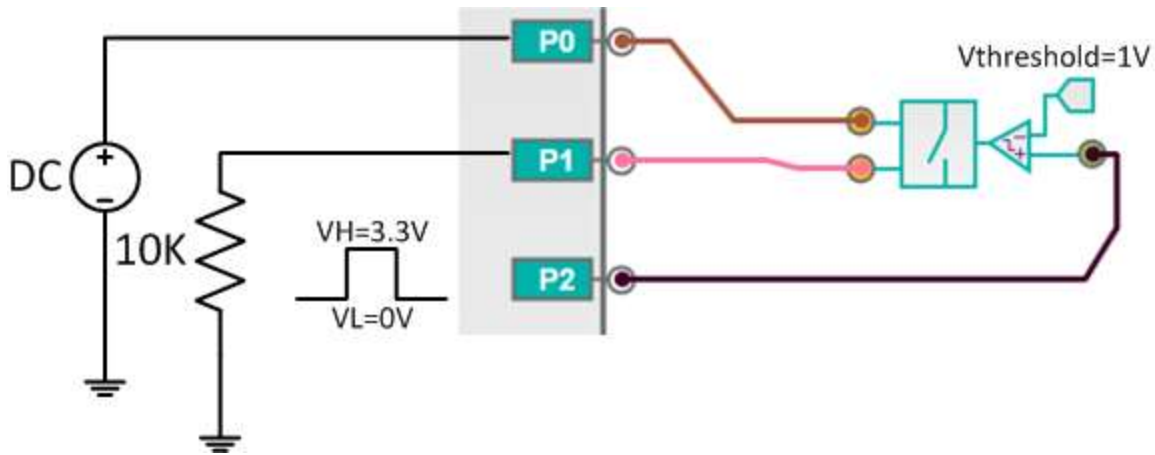 P0
Vthreshold=1V
P1
DC
+
−
−
+
10K
VH=3.3V
VL=0V
P2